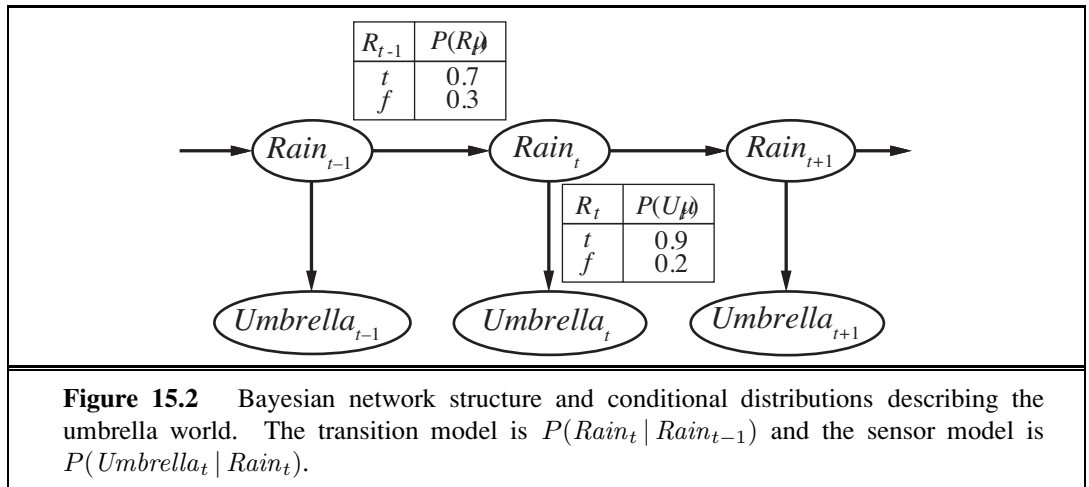 R_{t-1} P(R_t)
t 0.7
f 0.3
Rain_{t–1} Rain_t Rain_{t+1}
R_t P(U_t)
t 0.9
f 0.2
Umbrella_{t–1} Umbrella_t Umbrella_{t+1}
Figure 15.2 Bayesian network structure and conditional distributions describing the
umbrella world. The transition model is P(Rain_t | Rain_{t−1}) and the sensor model is
P(Umbrella_t | Rain_t).